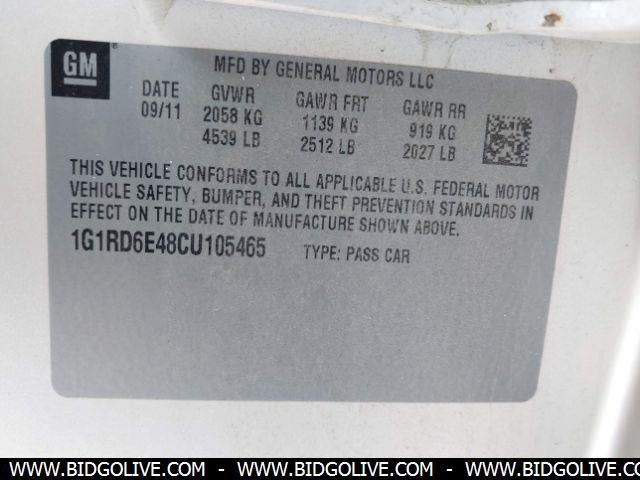 GM ®
MFD BY GENERAL MOTORS LLC
DATE GVWR GAWR FRT GAWR RR
09/11 2058 KG 1139 KG 919 KG
4539 LB 2512 LB 2027 LB
THIS VEHICLE CONFORMS TO ALL APPLICABLE U.S. FEDERAL MOTOR
VEHICLE SAFETY, BUMPER, AND THEFT PREVENTION STANDARDS IN
EFFECT ON THE DATE OF MANUFACTURE SHOWN ABOVE.
1G1RD6E48CU105465 TYPE: PASS CAR
WWW.BIDGOLIVE.COM - WWW.BIDGOLIVE.COM - WWW.BIDGOLIVE.COM - WWW.BIDGOLIVE.COM